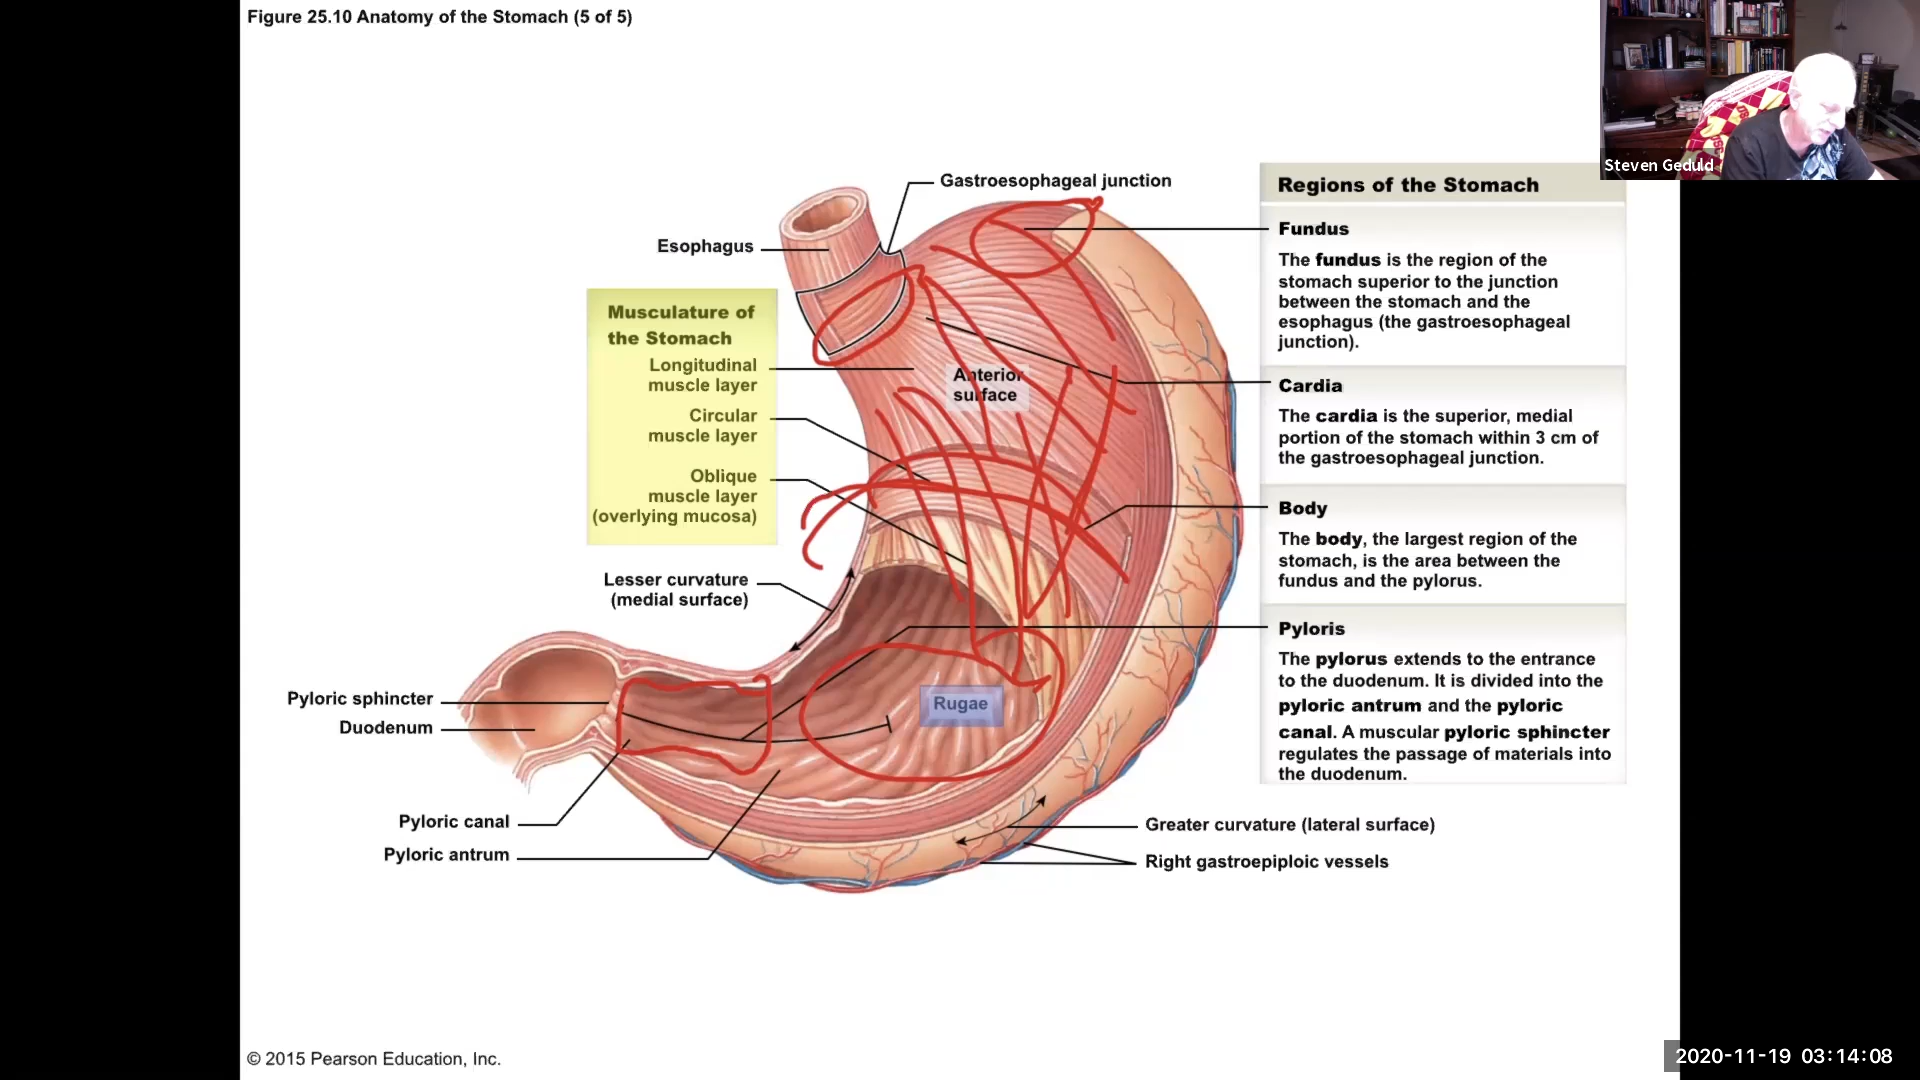 Figure 25.10 Anatomy of the Stomach (5 of 5)
Steven Geduld
Gastroesophageal junction
Esophagus
Musculature of
the Stomach
Longitudinal
muscle layer
Circular
muscle layer
Oblique
muscle layer
(overlying mucosa)
Anterior
surface
Lesser curvature
(medial surface)
Pyloric sphincter
Duodenum
Rugae
Pyloric canal
Pyloric antrum
Greater curvature (lateral surface)
Right gastroepiploic vessels
Regions of the Stomach
Fundus
The fundus is the region of the
stomach superior to the junction
between the stomach and the
esophagus (the gastroesophageal
junction).
Cardia
The cardia is the superior, medial
portion of the stomach within 3 cm of
the gastroesophageal junction.
Body
The body, the largest region of the
stomach, is the area between the
fundus and the pylorus.
Pyloris
The pylorus extends to the entrance
to the duodenum. It is divided into the
pyloric antrum and the pyloric
canal. A muscular pyloric sphincter
regulates the passage of materials into
the duodenum.
© 2015 Pearson Education, Inc.
2020-11-19 03:14:08